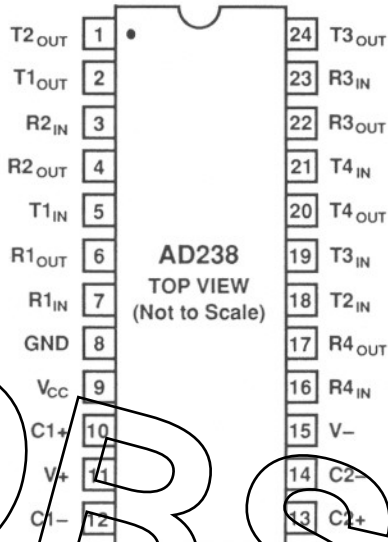 T2OUT 1 24 T3OUT
T1OUT 2 23 R3IN
R2IN 3 22 R3OUT
R2OUT 4 21 T4IN
T1IN 5 20 T4OUT
R1OUT 6 AD238 19 T3IN
TOP VIEW
R1IN 7 (Not to Scale) 18 T2IN
GND 8 17 R4OUT
VCC 9 16 R4IN
C1+ 10 15 V–
V+ 11 14 C2–
C1– 12 13 C2+